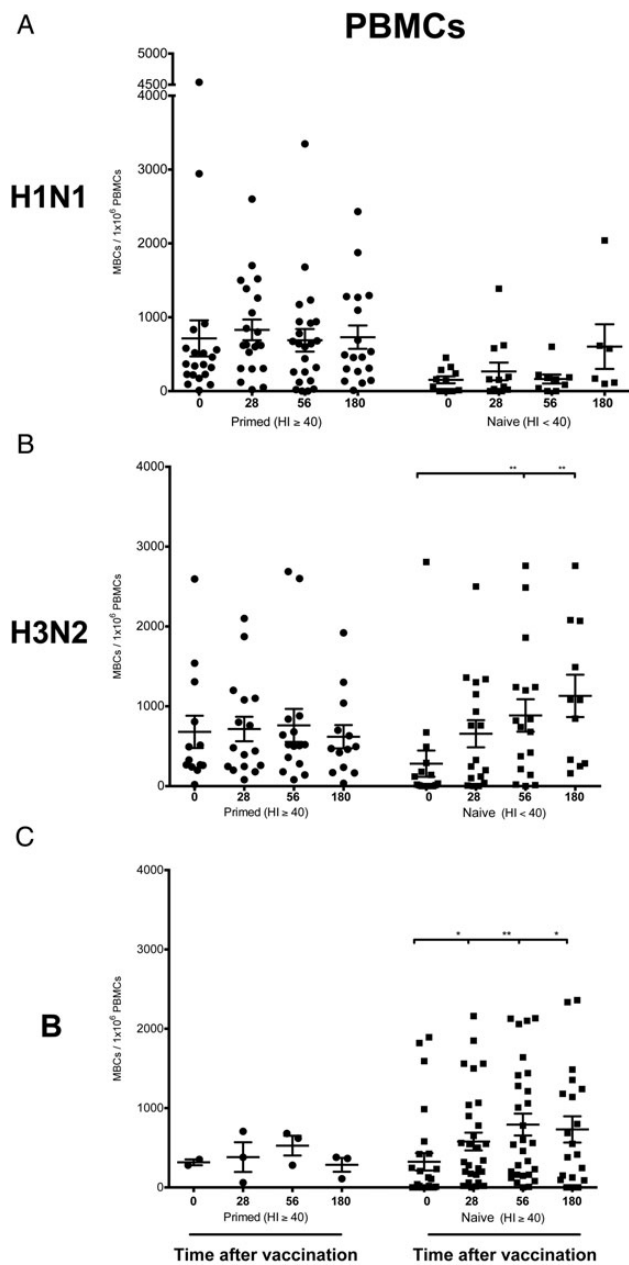 A
PBMCs
H1N1
MBCs / 1x10⁶ PBMCs
5000
4500
4000
3000
2000
1000
0
0 28 56 180 0 28 56 180
Primed (HI ≥ 40) Naive (HI < 40)
B
H3N2
MBCs / 1x10⁶ PBMCs
4000
** **
3000
2000
1000
0
0 28 56 180 0 28 56 180
Primed (HI ≥ 40) Naive (HI < 40)
C
B
MBCs / 1x10⁶ PBMCs
4000
3000
* ** *
2000
1000
0
0 28 56 180 0 28 56 180
Primed (HI ≥ 40) Naive (HI ≥ 40)
Time after vaccination Time after vaccination